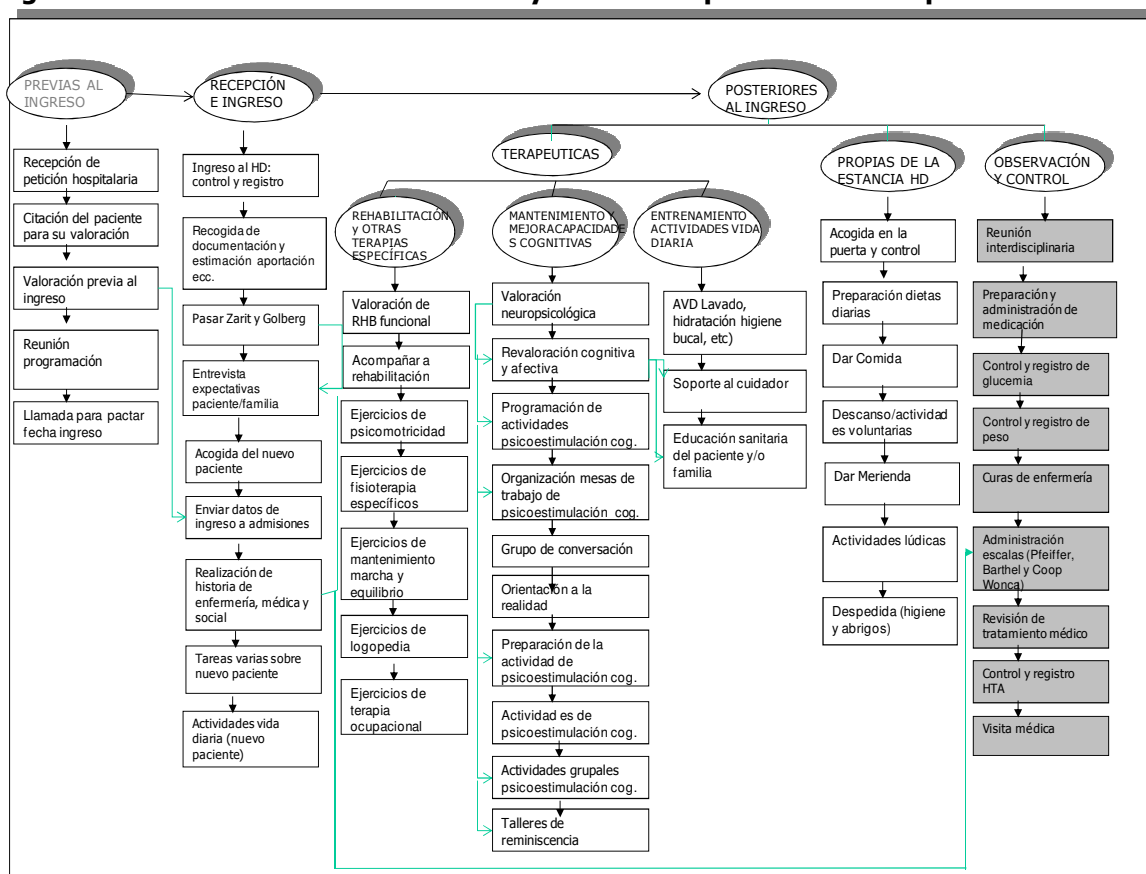 PREVIAS AL
INGRESO
RECEPCIÓN
E INGRESO
POSTERIORES
AL INGRESO
TERAPEUTICAS
PROPIAS DE LA
ESTANCIA HD
OBSERVACIÓN
Y CONTROL
REHABILITACIÓN
y OTRAS
TERAPIAS
ESPECÍFICAS
MANTENIMIENTO Y
MEJORACAPACIDADE
S COGNITIVAS
ENTRENAMIENTO
ACTIVIDADES VIDA
DIARIA
Recepción de
petición hospitalaria
Citación del paciente
para su valoración
Valoración previa al
ingreso
Reunión
programación
Llamada para pactar
fecha ingreso
Ingreso al HD:
control y registro
Recogida de
documentación y
estimación aportación
ecc.
Pasar Zarit y Golberg
Entrevista
expectativas
paciente/familia
Acogida del nuevo
paciente
Enviar datos de
ingreso a admisiones
Realización de
historia de
enfermería, médica y
social
Tareas varias sobre
nuevo paciente
Actividades vida
diaria (nuevo
paciente)
Valoración de
RHB funcional
Acompañar a
rehabilitación
Ejercicios de
psicomotricidad
Ejercicios de
fisioterapia
específicos
Ejercicios de
mantenimiento
marcha y
equilibrio
Ejercicios de
logopedia
Ejercicios de
terapia
ocupacional
Valoración
neuropsicológica
Revaloración cognitiva
y afectiva
Programación de
actividades
psicoestimulación cog.
Organización mesas de
trabajo de
psicoestimulación cog.
Grupo de conversación
Orientación a la
realidad
Preparación de la
actividad de
psicoestimulación cog.
Actividad es de
psicoestimulación cog.
Actividades grupales
psicoestimulación cog.
Talleres de
reminiscencia
AVD Lavado,
hidratación higiene
bucal, etc)
Soporte al cuidador
Educación sanitaria
del paciente y/o
familia
Acogida en la
puerta y control
Preparación dietas
diarias
Dar Comida
Descanso/actividad
es voluntarias
Dar Merienda
Actividades lúdicas
Despedida (higiene
y abrigos)
Reunión
interdisciplinaria
Preparación y
administración de
medicación
Control y registro de
glucemia
Control y registro de
peso
Curas de enfermería
Administración
escalas (Pfeiffer,
Barthel y Coop
Wonca)
Revisión de
tratamiento médico
Control y registro
HTA
Visita médica